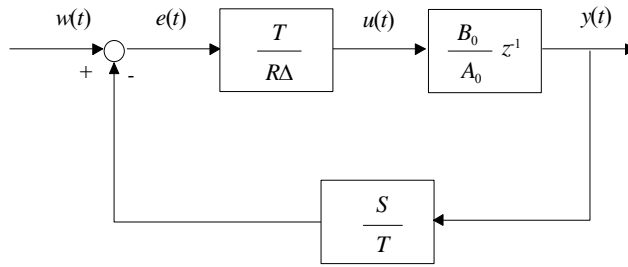 w(t)
e(t)
T
RΔ
u(t)
B₀
A₀
z⁻¹
y(t)
+
-
S
T